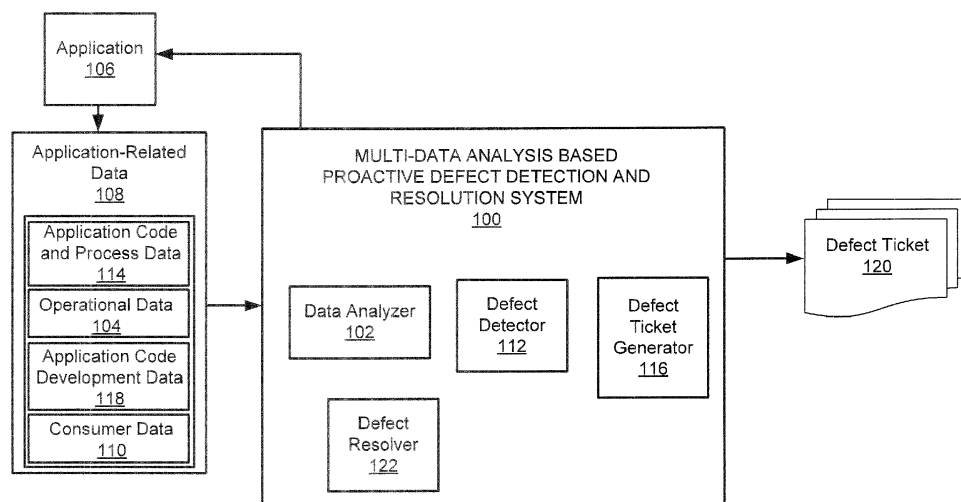 Application
106
Application-Related
Data
108
Application Code
and Process Data
114
Operational Data
104
Application Code
Development Data
118
Consumer Data
110
MULTI-DATA ANALYSIS BASED
PROACTIVE DEFECT DETECTION AND
RESOLUTION SYSTEM
100
Data Analyzer
102
Defect
Detector
112
Defect
Ticket
Generator
116
Defect
Resolver
122
Defect Ticket
120